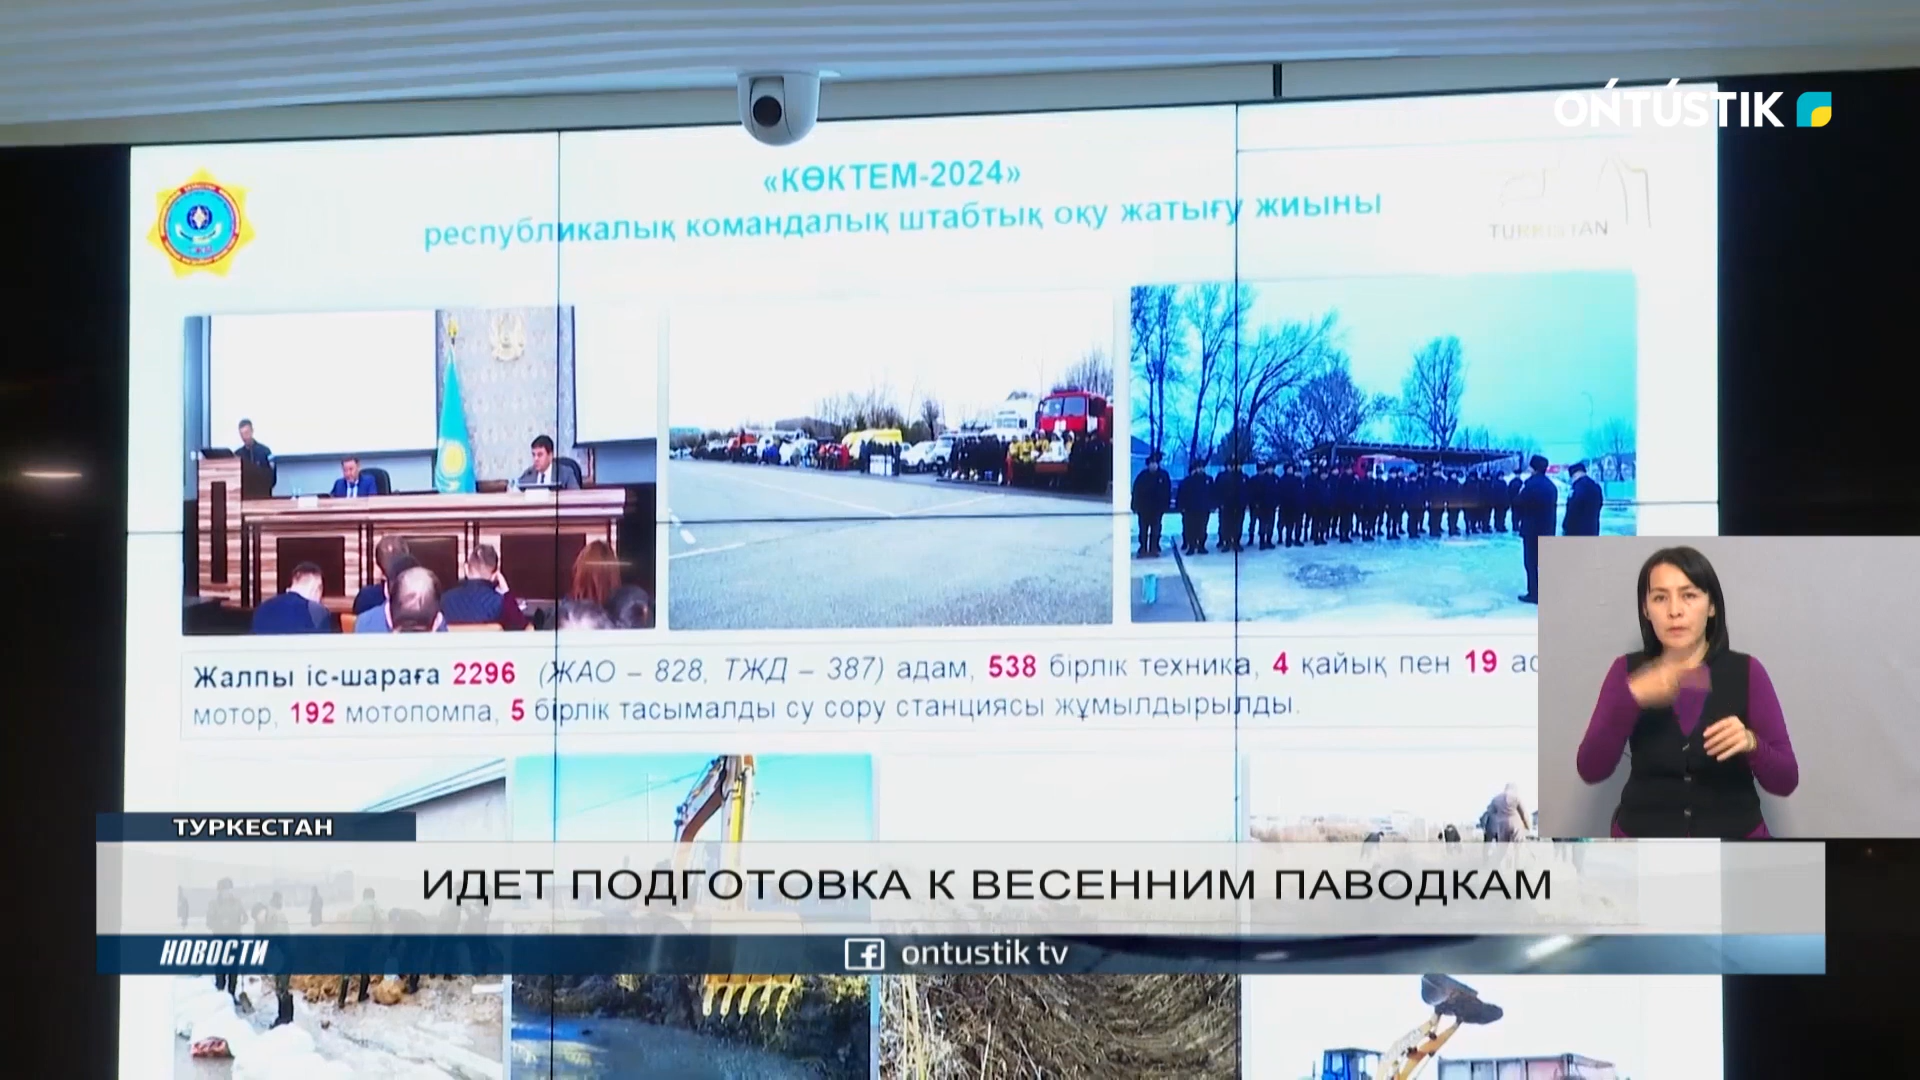 OŃTÚSTIK
«КӨКТЕМ-2024»
республикалық командалық штабтық оқу жатығу жиыны
TURKISTAN
Жалпы іс-шараға 2296 (ЖАО – 828, ТЖД – 387) адам, 538 бірлік техника, 4 қайық пен 19
мотор, 192 мотопомпа, 5 бірлік тасымалды су сору станциясы жұмылдырылды.
ТУРКЕСТАН
ИДЕТ ПОДГОТОВКА К ВЕСЕННИМ ПАВОДКАМ
НОВОСТИ
ontustik tv